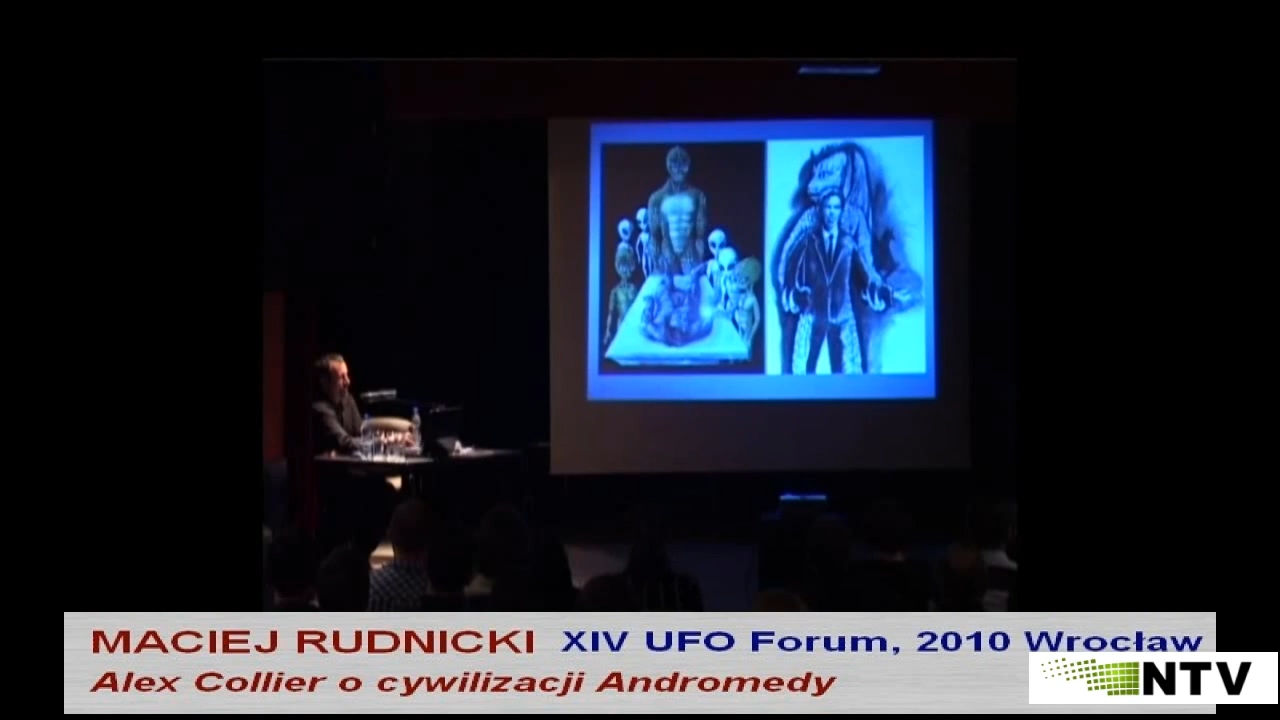 MACIEJ RUDNICKI XIV UFO Forum, 2010 Wrocław
Alex Collier o cywilizacji Andromedy
NTV